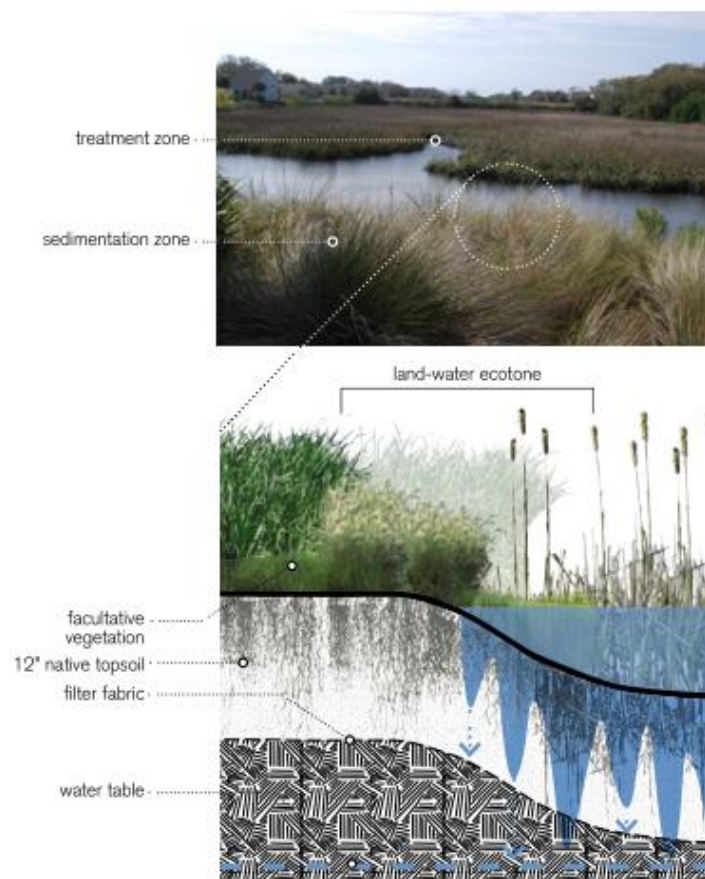 treatment zone
sedimentation zone
land-water ecotone
facultative
vegetation
12" native topsoil
filter fabric
water table